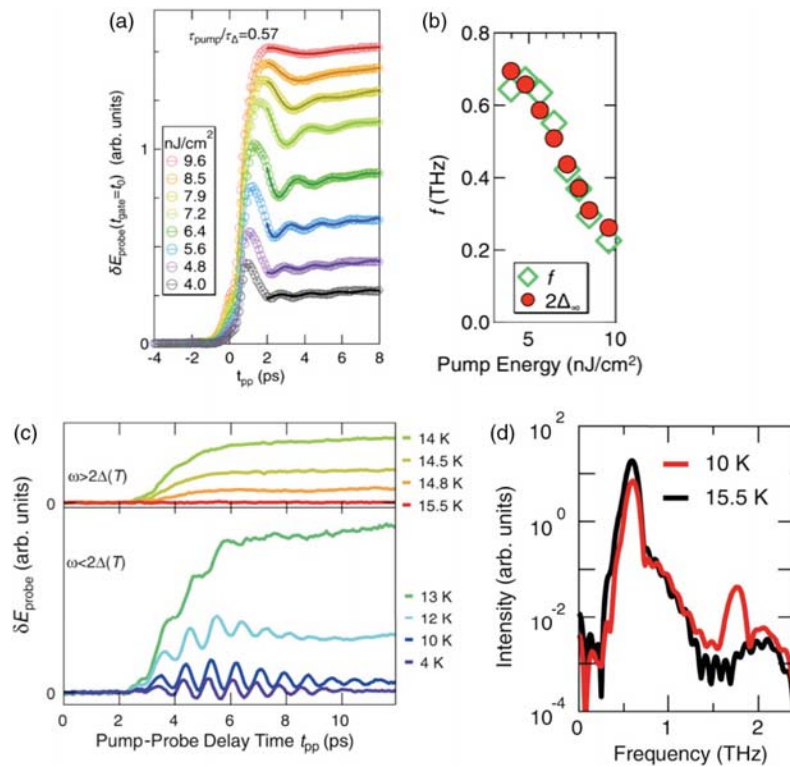 (a)
τpump/τΔ=0.57
δEprobe(tgate=t0) (arb. units)
1
0
nJ/cm2
9.6
8.5
7.9
7.2
6.4
5.6
4.8
4.0
-4 -2 0 2 4 6 8
tpp (ps)
(b)
f (THz)
0.8
0.6
0.4
0.2
0.0
f
2Δ∞
5 10
Pump Energy (nJ/cm2)
(c)
δEprobe (arb. units)
ω>2Δ(T)
0
14 K
14.5 K
14.8 K
15.5 K
ω<2Δ(T)
0
13 K
12 K
10 K
4 K
0 2 4 6 8 10
Pump-Probe Delay Time tpp (ps)
(d)
Intensity (arb. units)
10^2
10^0
10^-2
10^-4
10 K
15.5 K
0 1 2
Frequency (THz)